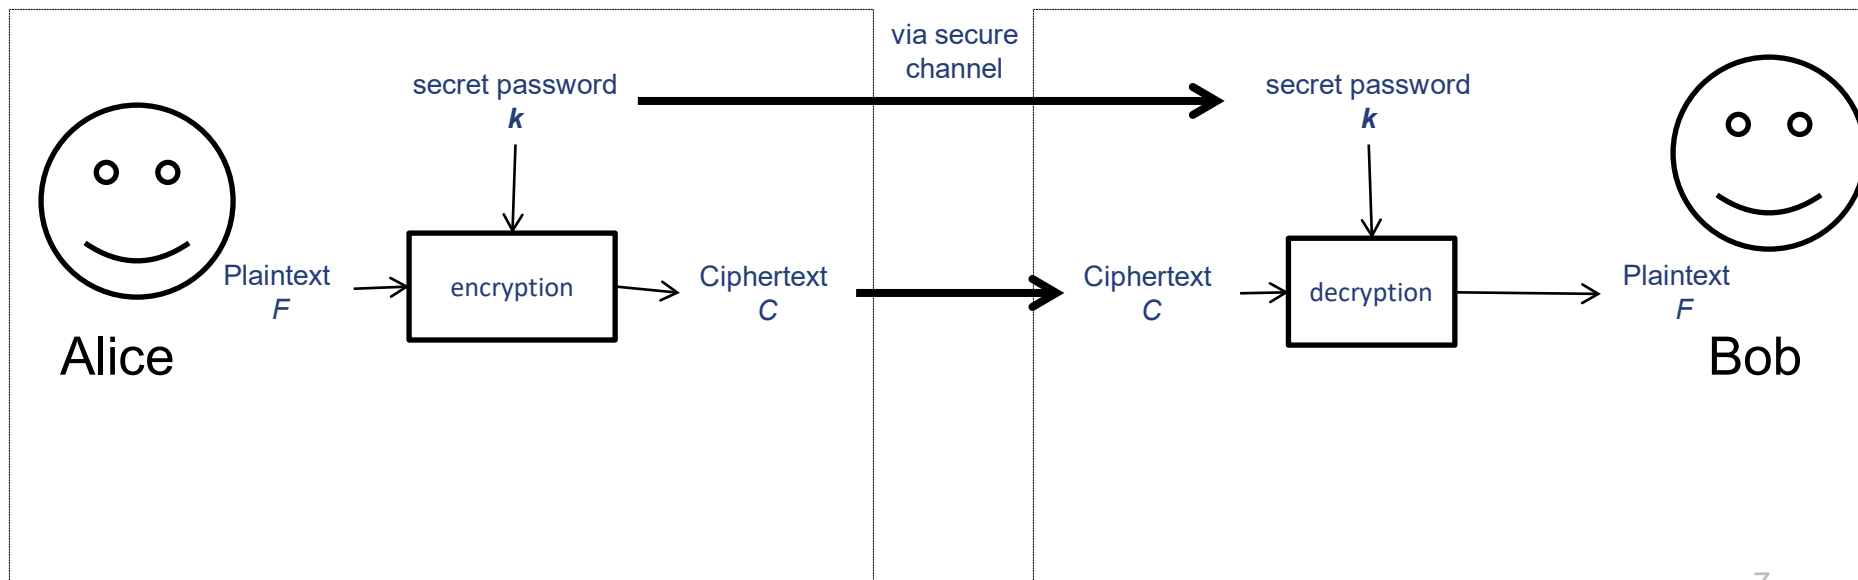 via secure
channel
secret password
k
secret password
k
Plaintext
F
encryption
Ciphertext
C
Ciphertext
C
decryption
Plaintext
F
Alice
Bob